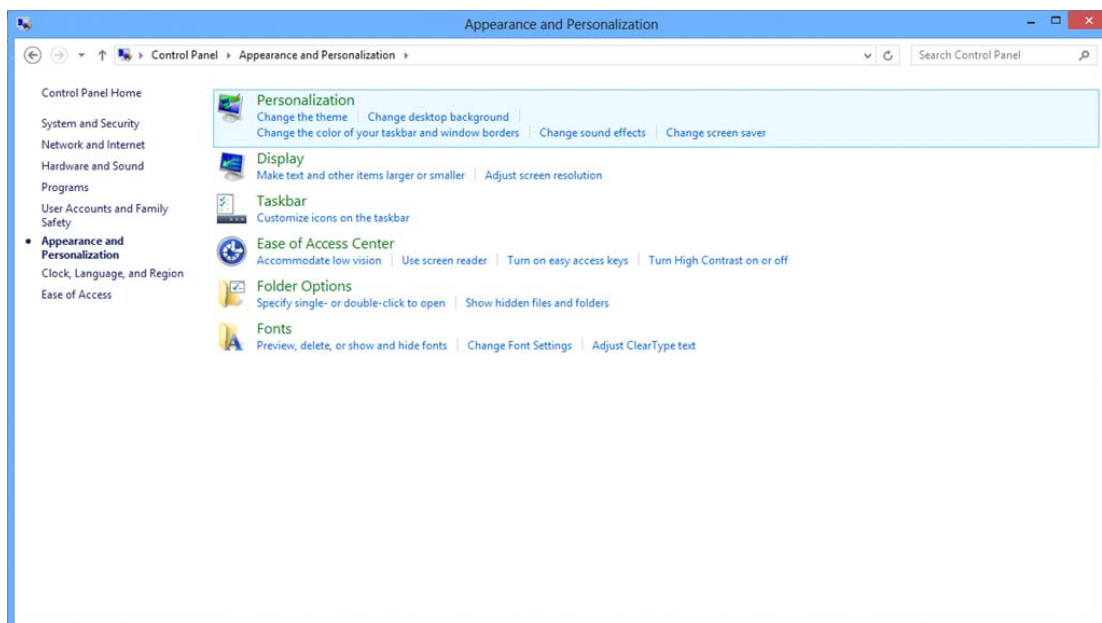 Appearance and Personalization
Control Panel Appearance and Personalization
Search Control Panel
Control Panel Home
System and Security
Network and Internet
Hardware and Sound
Programs
User Accounts and Family
Safety
Appearance and
Personalization
Clock, Language, and Region
Ease of Access
Personalization
Change the theme Change desktop background
Change the color of your taskbar and window borders Change sound effects Change screen saver
Display
Make text and other items larger or smaller Adjust screen resolution
Taskbar
Customize icons on the taskbar
Ease of Access Center
Accommodate low vision Use screen reader Turn on easy access keys Turn High Contrast on or off
Folder Options
Specify single- or double-click to open Show hidden files and folders
Fonts
Preview, delete, or show and hide fonts Change Font Settings Adjust ClearType text